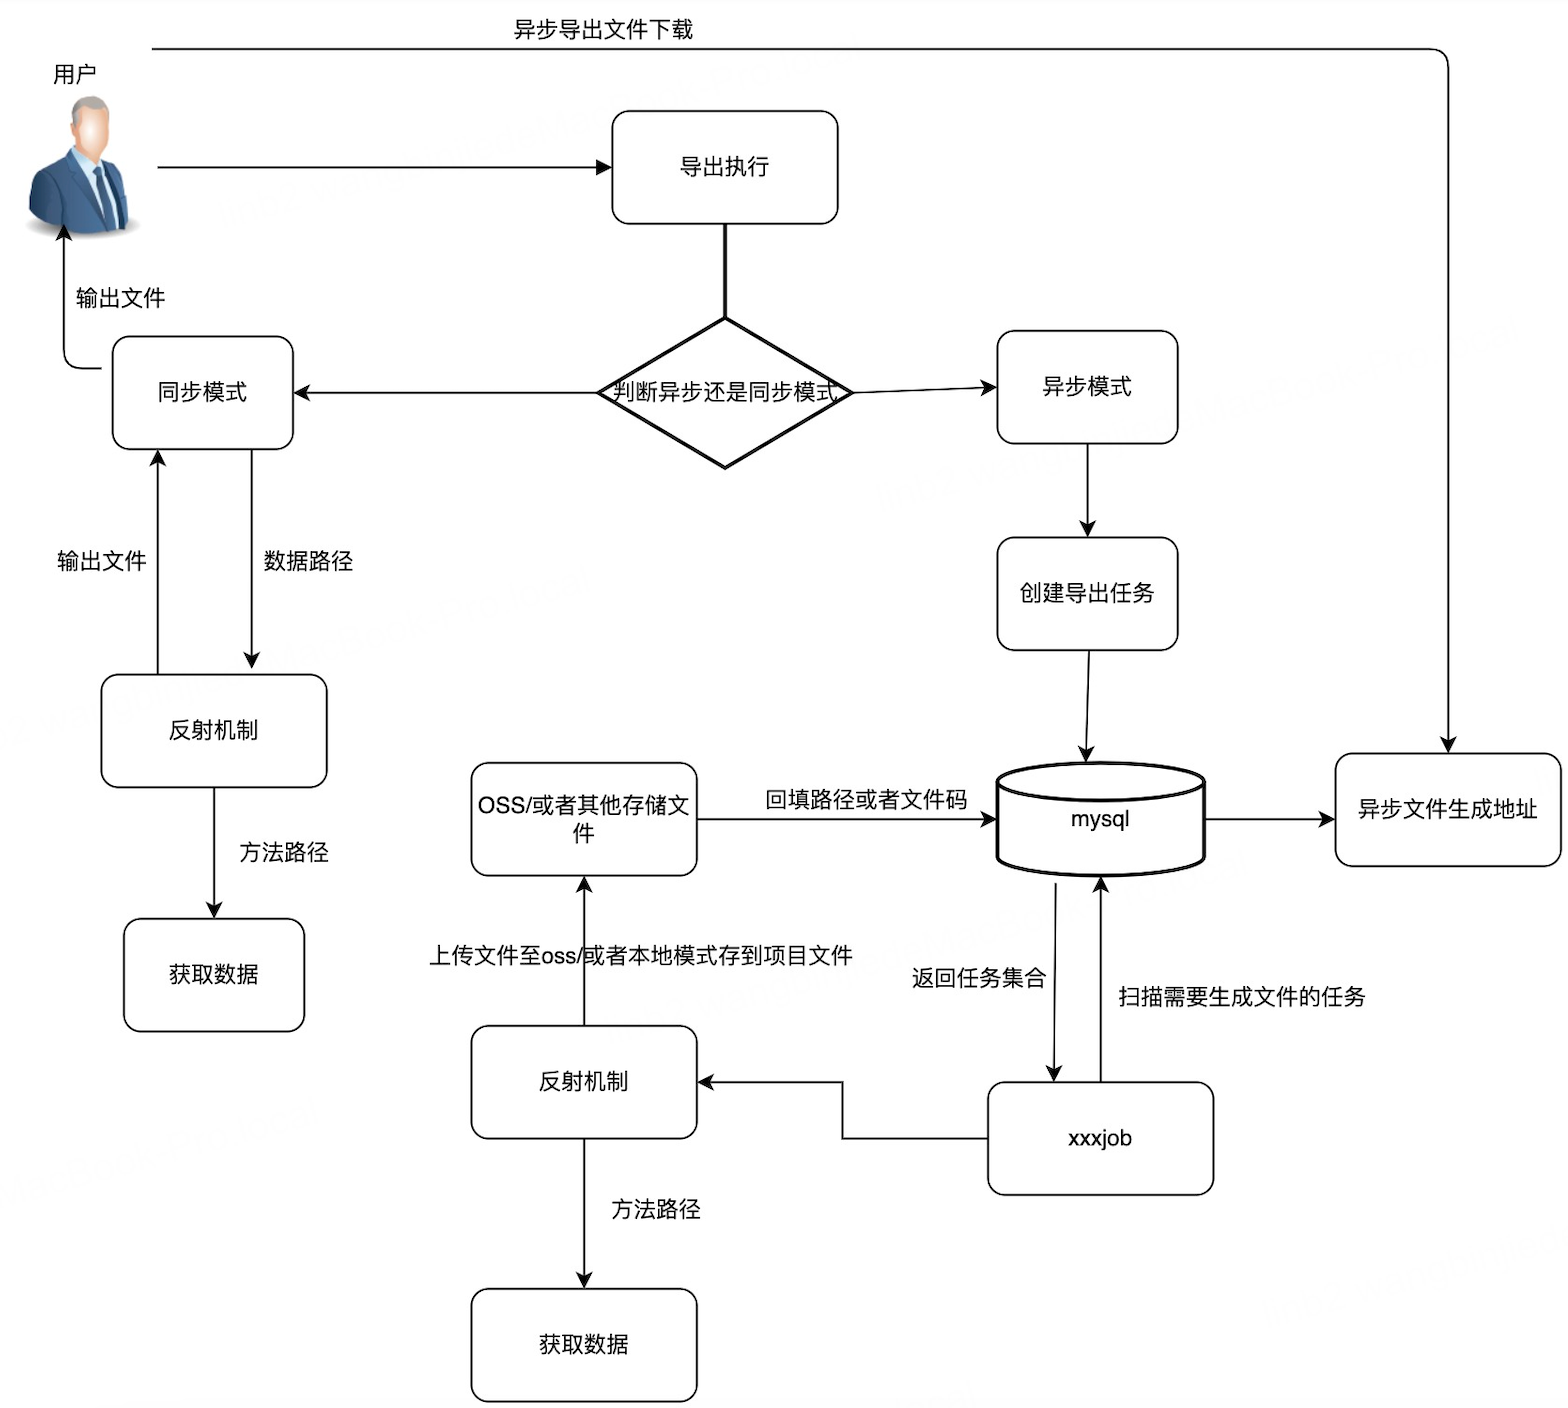 异步导出文件下载
用户
导出执行
输出文件
同步模式
判断异步还是同步模式
异步模式
输出文件
数据路径
创建导出任务
反射机制
OSS/或者其他存储文
件
回填路径或者文件码
mysql
异步文件生成地址
方法路径
获取数据
上传文件至oss/或者本地模式存到项目文件
返回任务集合
扫描需要生成文件的任务
反射机制
xxxjob
方法路径
获取数据